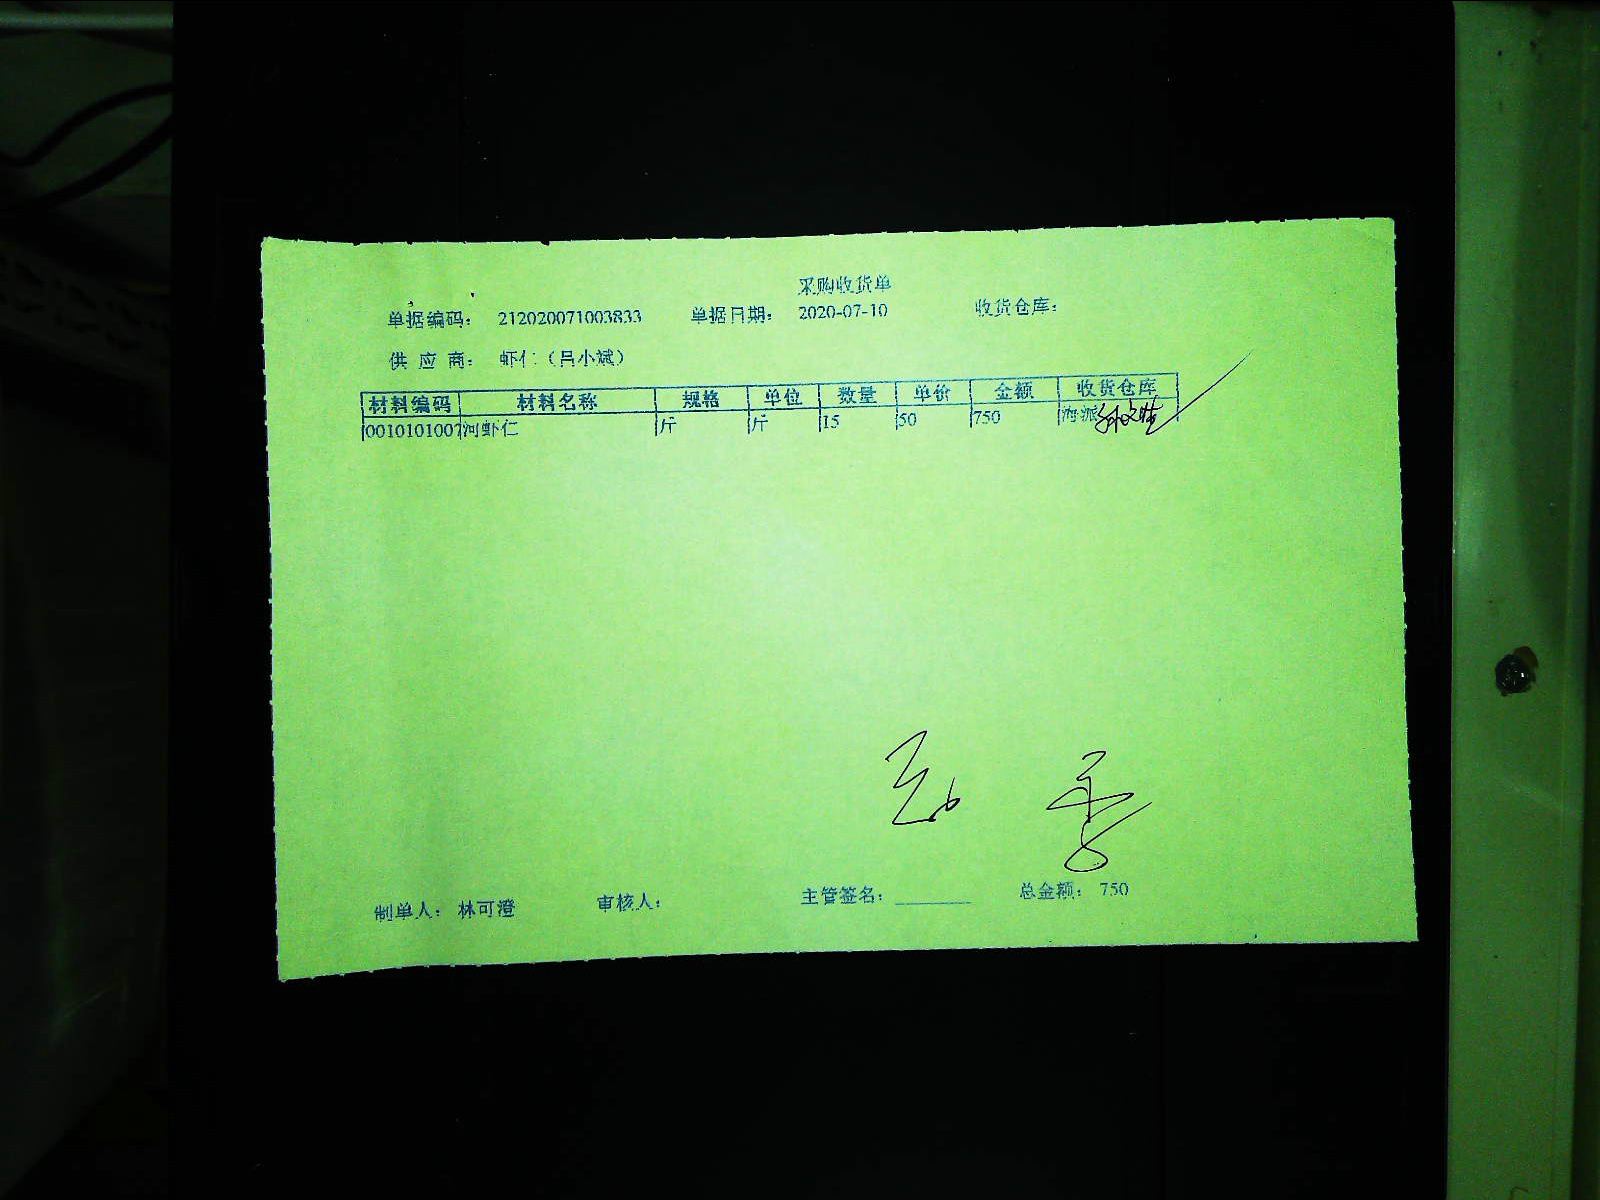 采购收货单
单据编码： 212020071003833 单据日期： 2020-07-10 收货仓库：
供应商： 虾仁（吕小斌）
材料编码 材料名称 规格 单位 数量 单价 金额 收货仓库
0010101007 河虾仁 斤 斤 15 50 750 海派
制单人： 林可澄 审核人： 主管签名：________ 总金额： 750